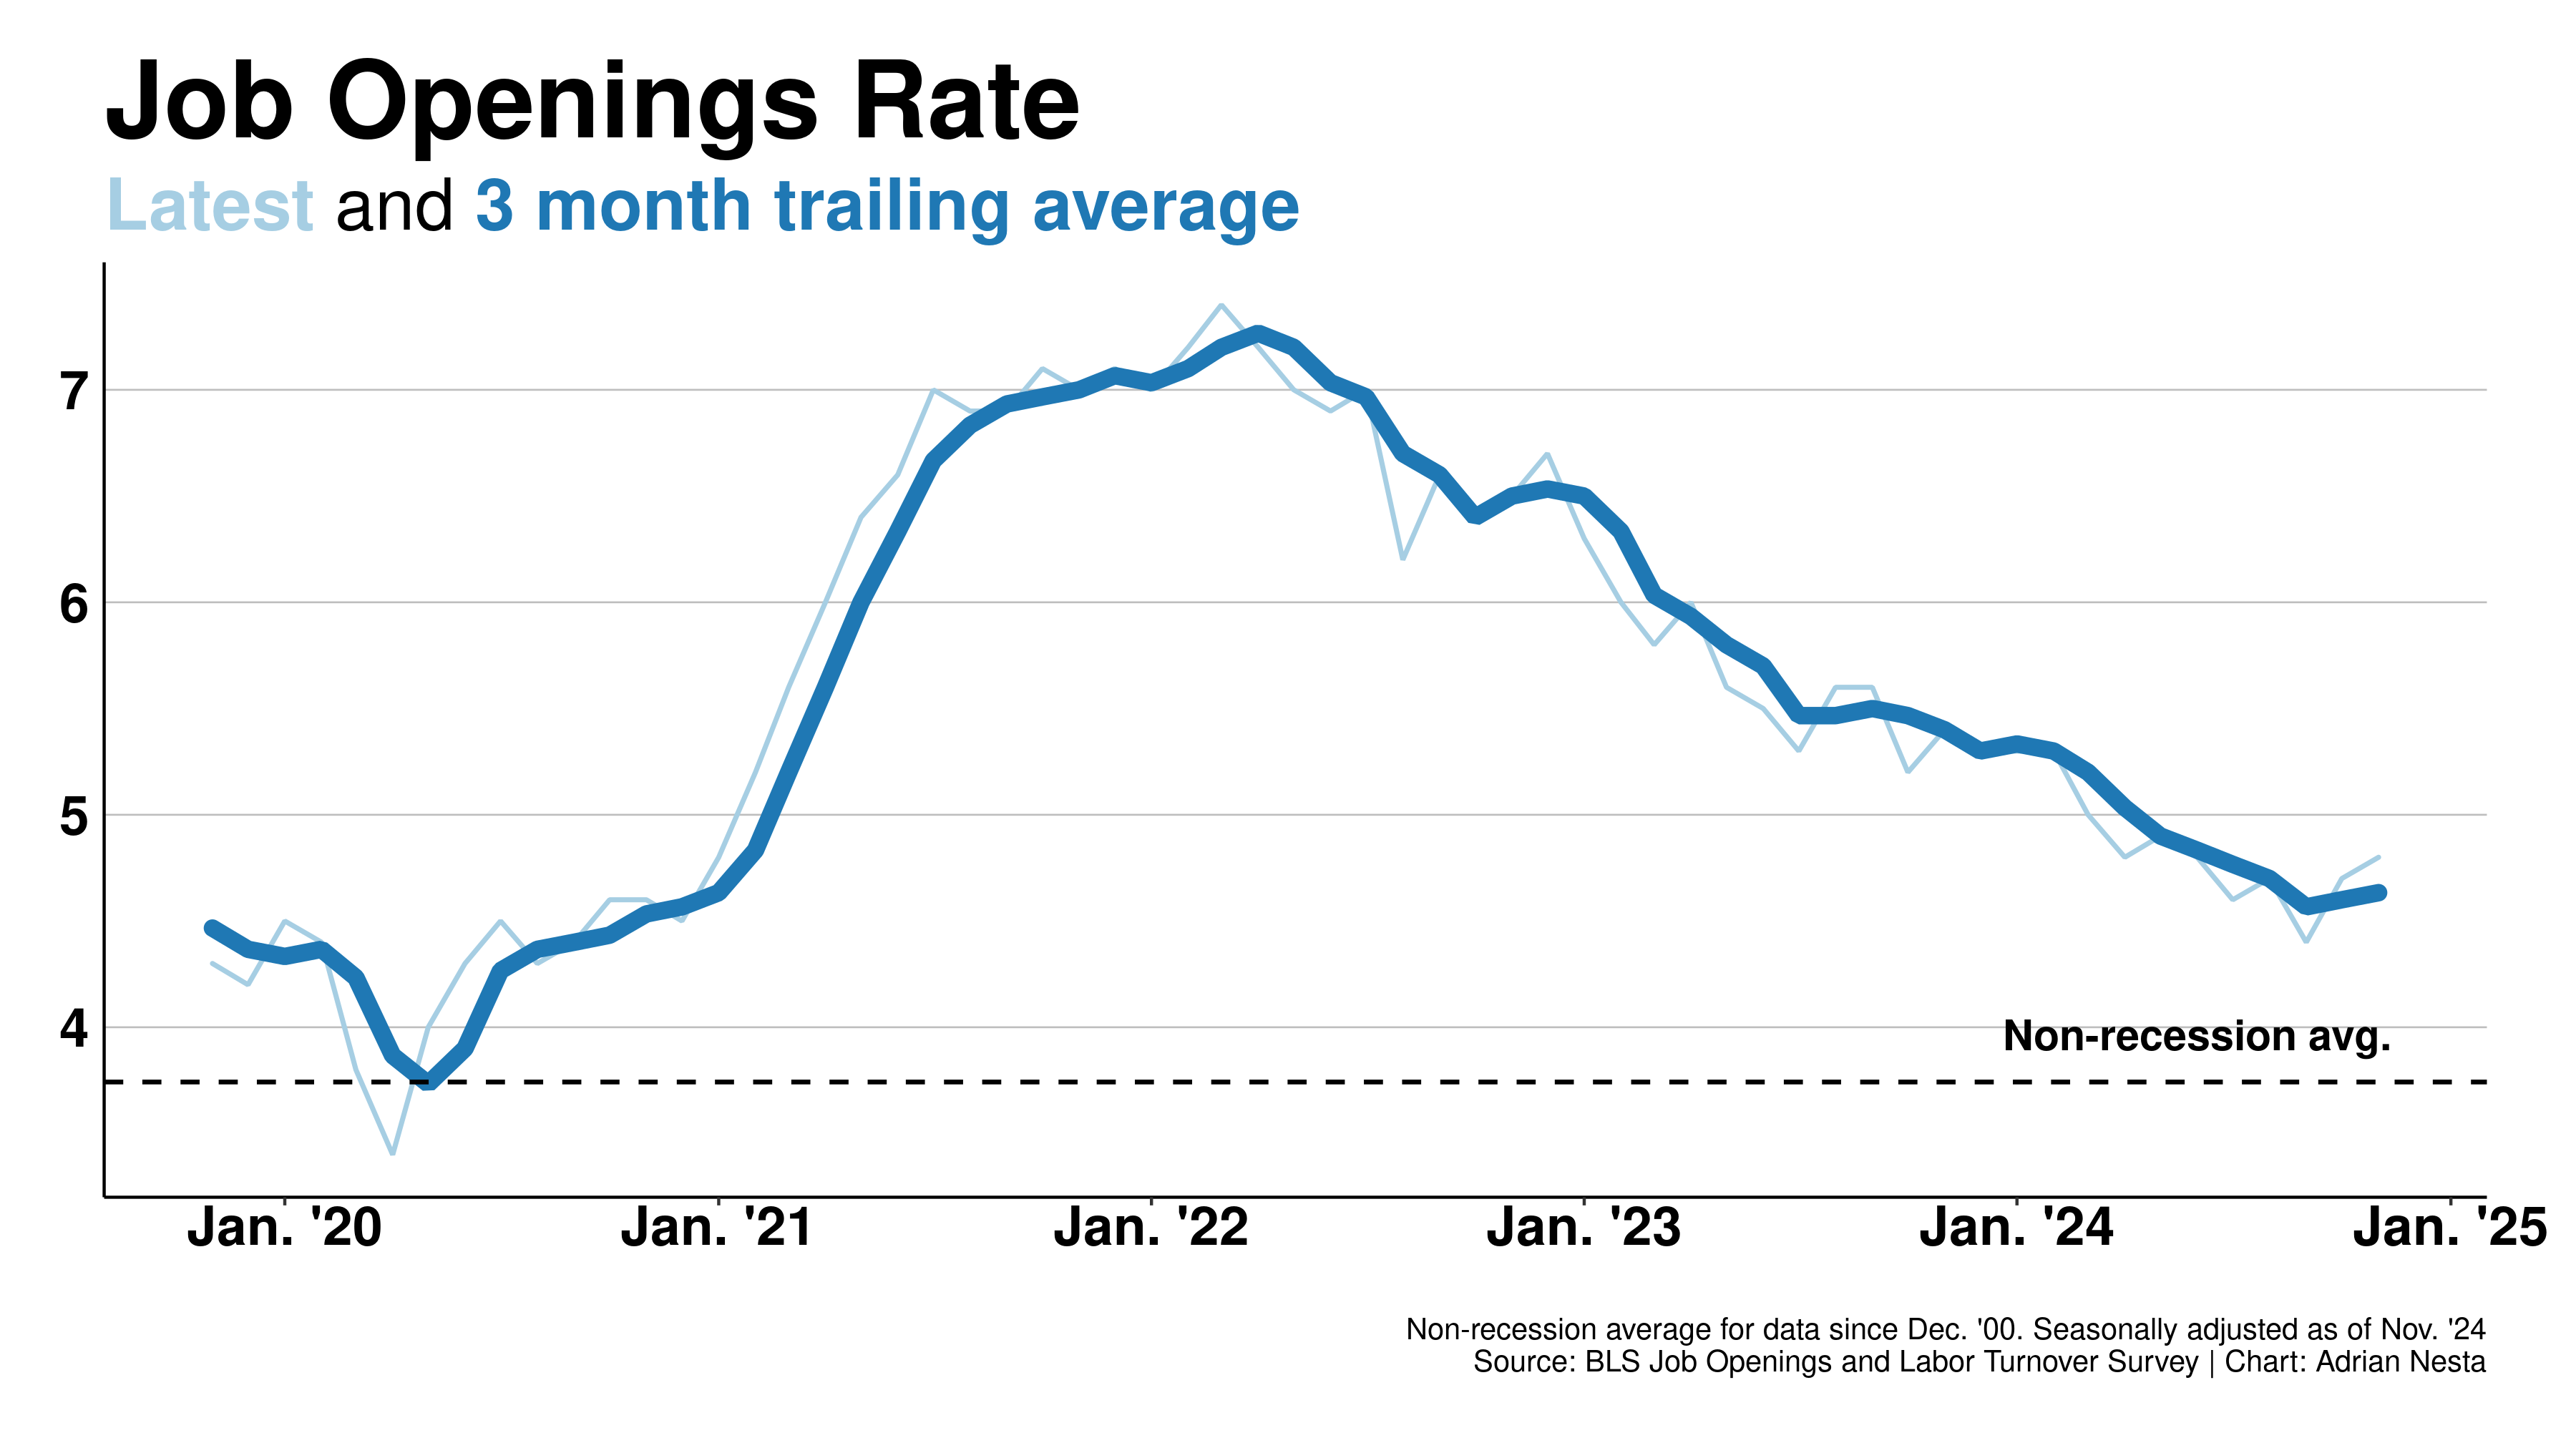 Job Openings Rate
Latest and 3 month trailing average
7
6
5
4
Non-recession avg.
Jan. '20 Jan. '21 Jan. '22 Jan. '23 Jan. '24 Jan. '25
Non-recession average for data since Dec. '00. Seasonally adjusted as of Nov. '24
Source: BLS Job Openings and Labor Turnover Survey | Chart: Adrian Nesta